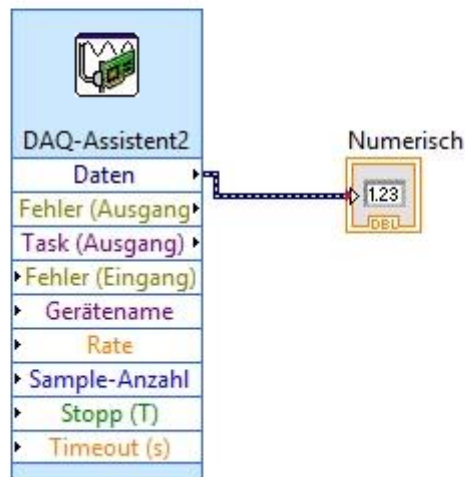 DAQ-Assistent2
Numerisch
Daten
1.23
Fehler (Ausgang
DBL
Task (Ausgang)
Fehler (Eingang)
Gerätename
Rate
Sample-Anzahl
Stopp (T)
Timeout (s)